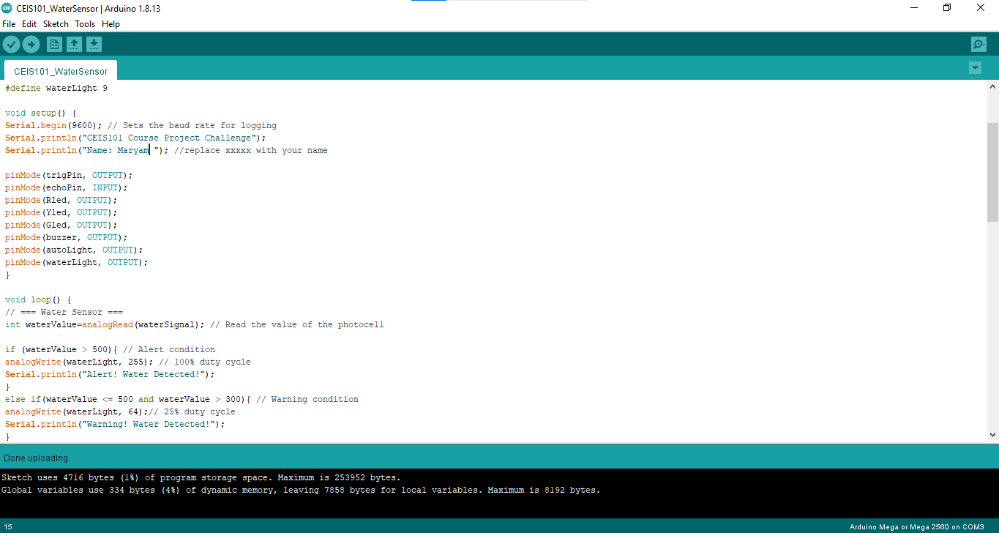 CEIS101_WaterSensor | Arduino 1.8.13
File Edit Sketch Tools Help
CEIS101_WaterSensor
#define waterLight 9
void setup() {
Serial.begin(9600); // Sets the baud rate for logging
Serial.println("CEIS101 Course Project Challenge");
Serial.println("Name: Maryam "); //replace xxxxx with your name
pinMode(trigPin, OUTPUT);
pinMode(echoPin, INPUT);
pinMode(Rled, OUTPUT);
pinMode(Yled, OUTPUT);
pinMode(Gled, OUTPUT);
pinMode(buzzer, OUTPUT);
pinMode(autoLight, OUTPUT);
pinMode(waterLight, OUTPUT);
}
void loop() {
// === Water Sensor ===
int waterValue=analogRead(waterSignal); // Read the value of the photocell
if (waterValue > 500){ // Alert condition
analogWrite(waterLight, 255); // 100% duty cycle
Serial.println("Alert! Water Detected!");
}
else if(waterValue <= 500 and waterValue > 300){ // Warning condition
analogWrite(waterLight, 64);// 25% duty cycle
Serial.println("Warning! Water Detected!");
}
Done uploading.
Sketch uses 4716 bytes (1%) of program storage space. Maximum is 253952 bytes.
Global variables use 334 bytes (4%) of dynamic memory, leaving 7858 bytes for local variables. Maximum is 8192 bytes.
15
Arduino Mega or Mega 2560 on COM3